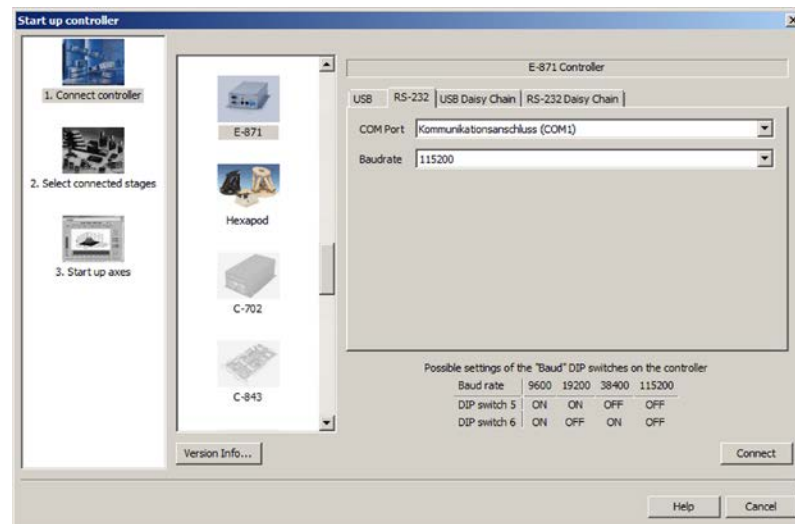 Start up controller
1. Connect controller
2. Select connected stages
3. Start up axes
E-871
Hexapod
C-702
C-843
Version Info...
E-871 Controller
USB RS-232 USB Daisy Chain RS-232 Daisy Chain
COM Port Kommunikationsanschluss (COM1)
Baudrate 115200
Possible settings of the "Baud" DIP switches on the controller
Baud rate 9600 19200 38400 115200
DIP switch 5 ON ON OFF OFF
DIP switch 6 ON OFF ON OFF
Connect
Help Cancel